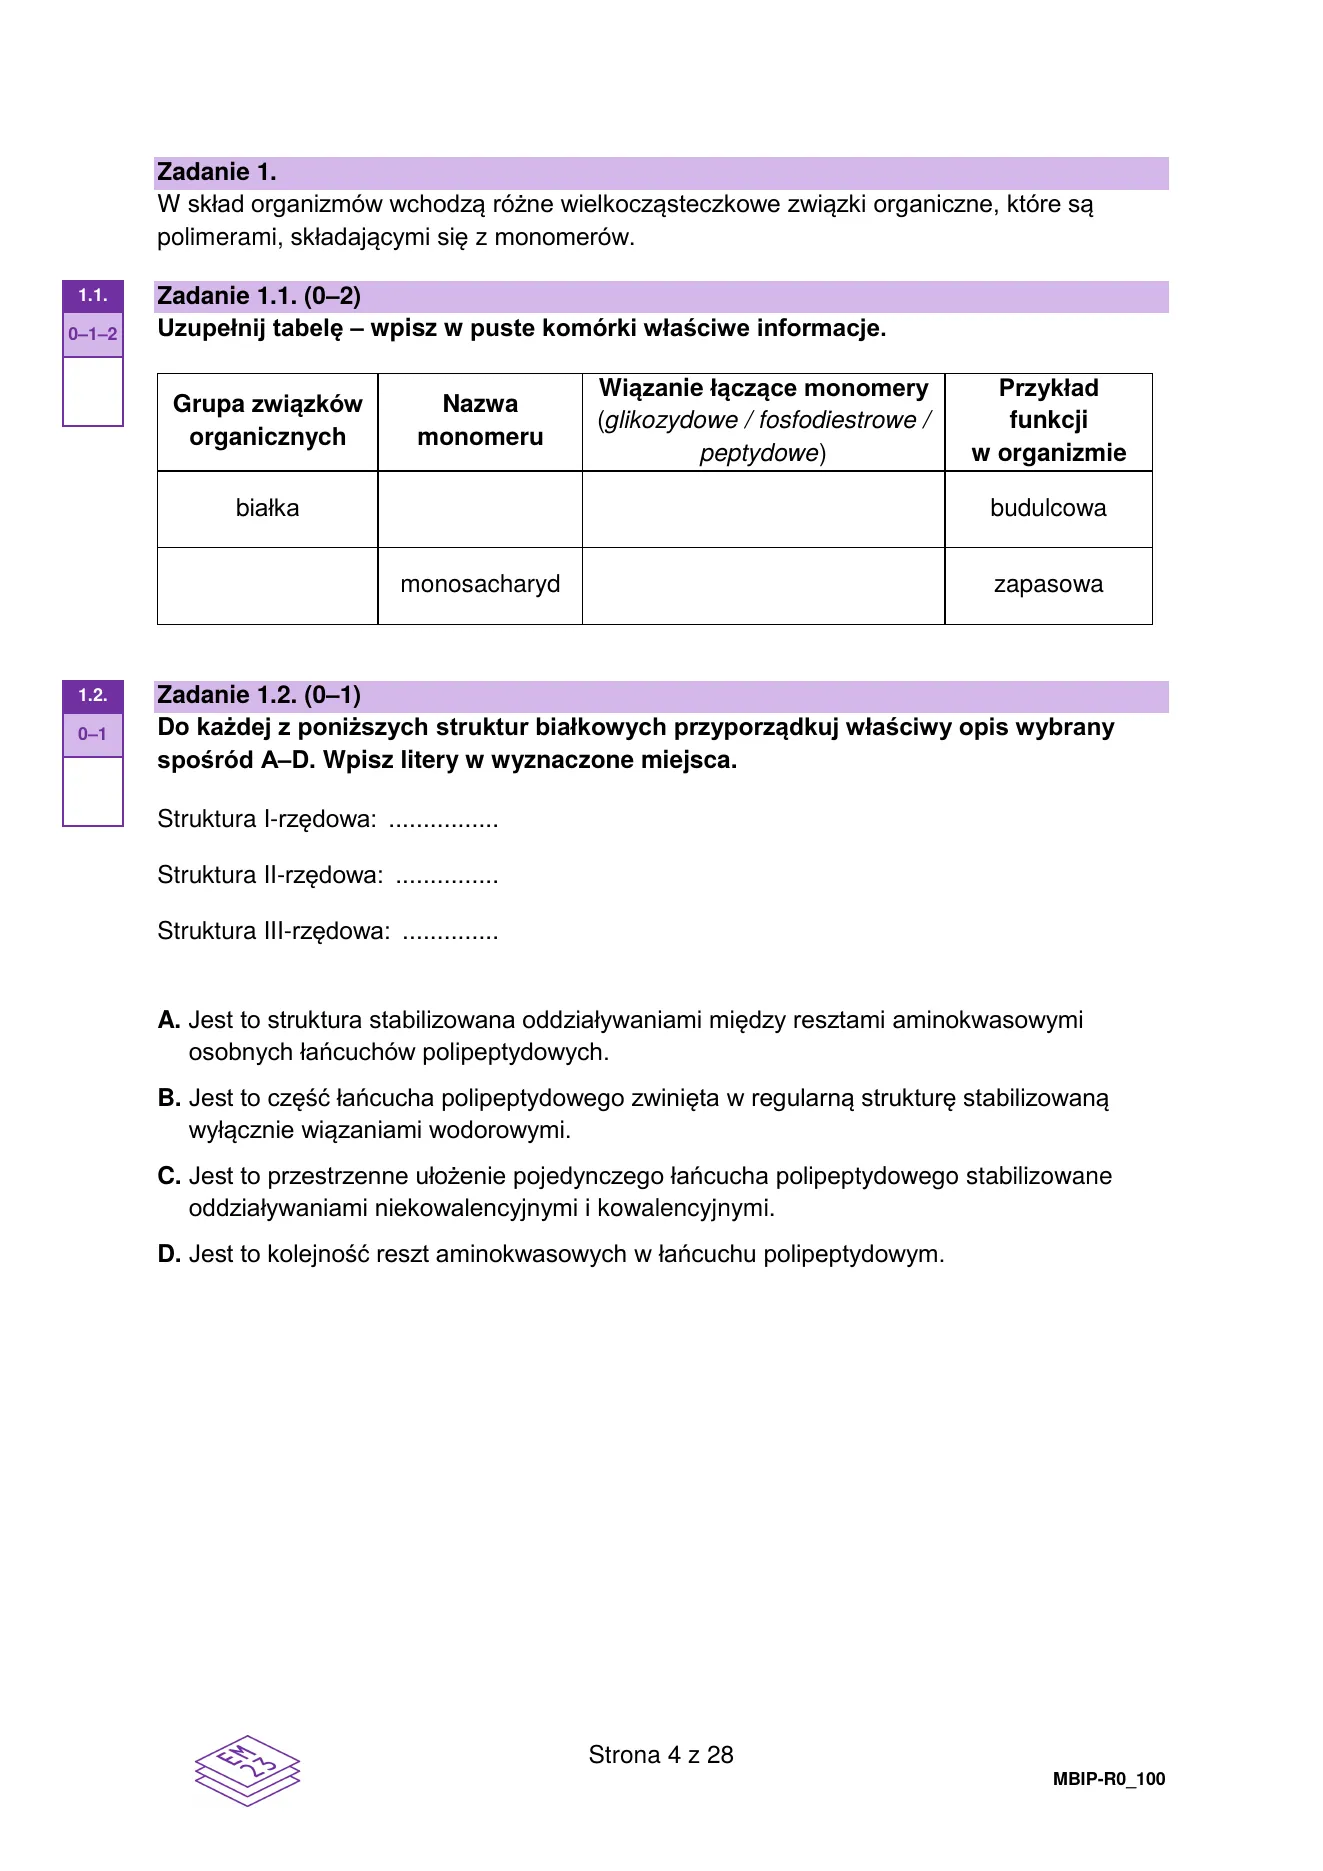 Zadanie 1.
W skład organizmów wchodzą różne wielkocząsteczkowe związki organiczne, które są
polimerami, składającymi się z monomerów.
1.1.
0–1–2
Zadanie 1.1. (0–2)
Uzupełnij tabelę – wpisz w puste komórki właściwe informacje.
Grupa związków
organicznych
Nazwa
monomeru
Wiązanie łączące monomery
(glikozydowe / fosfodiestrowe /
peptydowe)
Przykład
funkcji
w organizmie
białka
budulcowa
monosacharyd
zapasowa
1.2.
0–1
Zadanie 1.2. (0–1)
Do każdej z poniższych struktur białkowych przyporządkuj właściwy opis wybrany
spośród A–D. Wpisz litery w wyznaczone miejsca.
Struktura I-rzędowa: ................
Struktura II-rzędowa: ...............
Struktura III-rzędowa: ..............
A. Jest to struktura stabilizowana oddziaływaniami między resztami aminokwasowymi
osobnych łańcuchów polipeptydowych.
B. Jest to część łańcucha polipeptydowego zwinięta w regularną strukturę stabilizowaną
wyłącznie wiązaniami wodorowymi.
C. Jest to przestrzenne ułożenie pojedynczego łańcucha polipeptydowego stabilizowane
oddziaływaniami niekowalencyjnymi i kowalencyjnymi.
D. Jest to kolejność reszt aminokwasowych w łańcuchu polipeptydowym.
EM
23
Strona 4 z 28
MBIP-R0_100